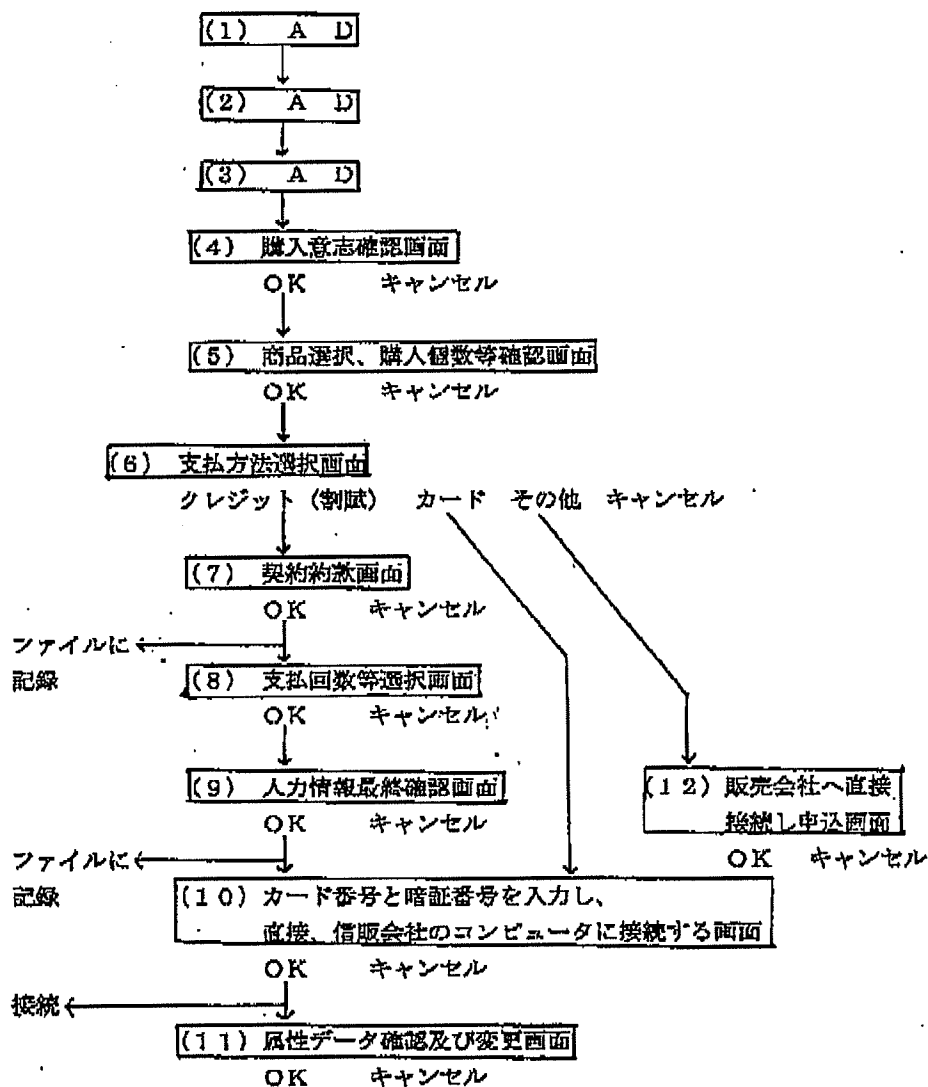 (1) A D
(2) A D
(3) A D
(4) 購入意志確認画面
OK キャンセル
(5) 商品選択、購入個数等確認画面
OK キャンセル
(6) 支払方法選択画面
クレジット(割賦) カード その他 キャンセル
(7) 契約約款画面
OK キャンセル
ファイルに
記録
(8) 支払回数等選択画面
OK キャンセル
(9) 入力情報最終確認画面
OK キャンセル
(12) 販売会社へ直接
接続し申込画面
OK キャンセル
ファイルに
記録
(10) カード番号と暗証番号を入力し、
直接、信販会社のコンピュータに接続する画面
OK キャンセル
接続
(11) 属性データ確認及び変更画面
OK キャンセル